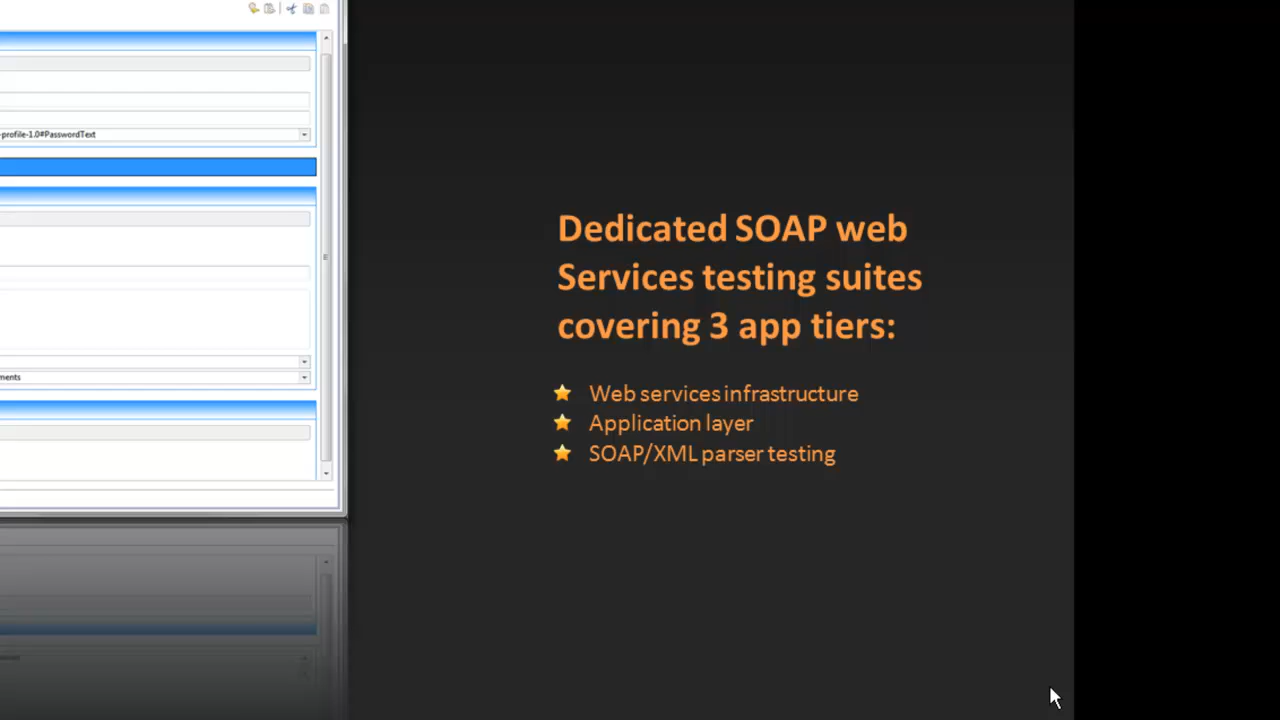 -profile-1.0#PasswordText
ments
Dedicated SOAP web
Services testing suites
covering 3 app tiers:
Web services infrastructure
Application layer
SOAP/XML parser testing